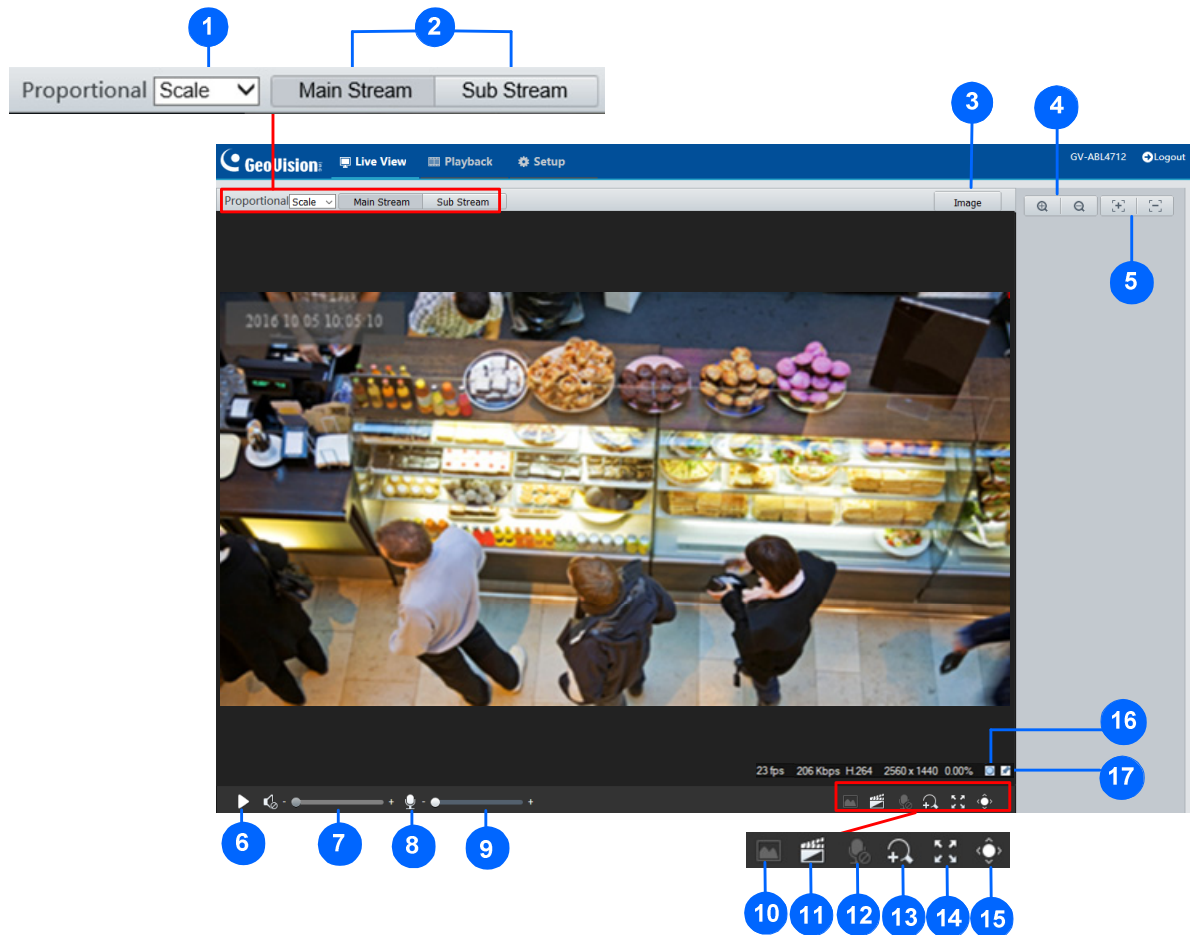 1
2
Proportional Scale Main Stream Sub Stream
3
4
GeoVision Live View Playback Setup GV-ABL4712 Logout
Proportional Scale Main Stream Sub Stream Image
5
2016 10 05 10:05:10
16
23 fps 206 Kbps H.264 2560 x 1440 0.00%
17
- + - +
6
7
8
9
10
11
12
13
14
15